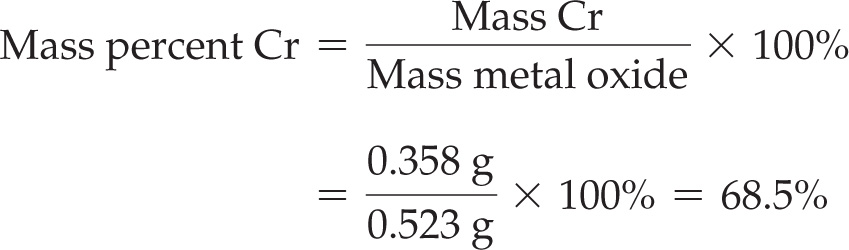 Mass percent Cr = Mass Cr / Mass metal oxide × 100%
= 0.358 g / 0.523 g × 100% = 68.5%